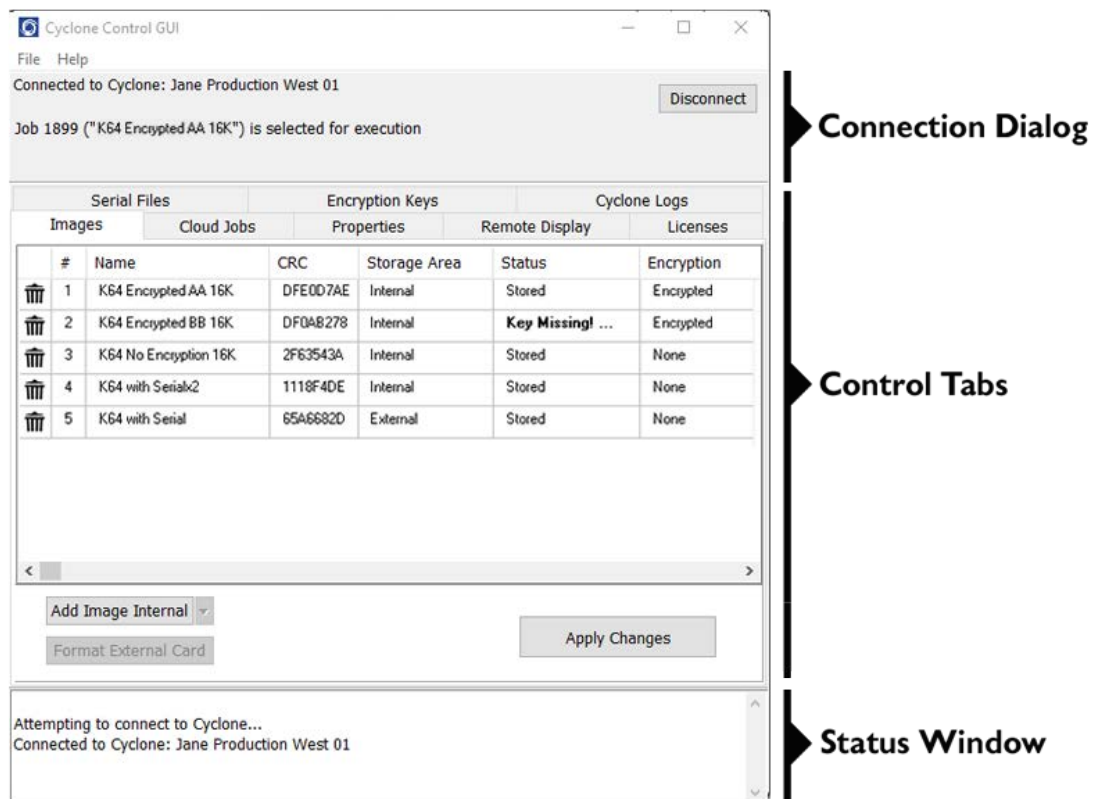 Cyclone Control GUI
File Help
Connected to Cyclone: Jane Production West 01
Disconnect
Job 1899 ("K64 Encrypted AA 16K") is selected for execution
Connection Dialog
Serial Files Encryption Keys Cyclone Logs
Images Cloud Jobs Properties Remote Display Licenses
# Name CRC Storage Area Status Encryption
1 K64 Encrypted AA 16K DFE0D7AE Internal Stored Encrypted
2 K64 Encrypted BB 16K DF0AB278 Internal Key Missing! ... Encrypted
3 K64 No Encryption 16K 2F63543A Internal Stored None
4 K64 with Serialx2 1118F4DE Internal Stored None
5 K64 with Serial 65A6682D External Stored None
Control Tabs
Add Image Internal
Format External Card
Apply Changes
Attempting to connect to Cyclone...
Connected to Cyclone: Jane Production West 01
Status Window